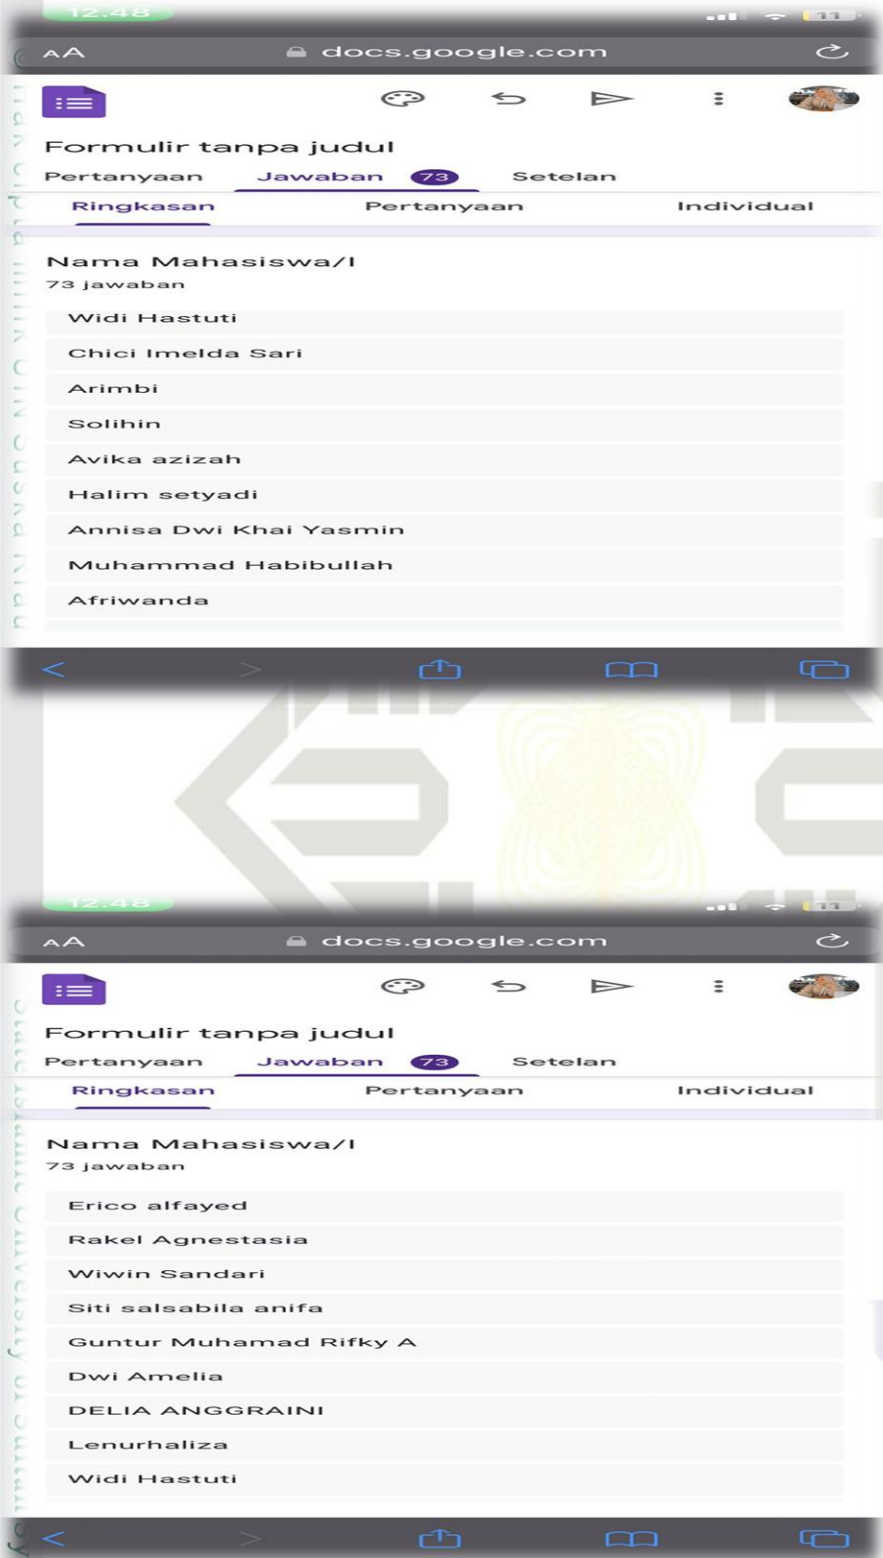 12.48
11
AA docs.google.com
Formulir tanpa judul
Pertanyaan Jawaban 73 Setelan
Ringkasan Pertanyaan Individual
Nama Mahasiswa/I
73 jawaban
Widi Hastuti
Chici Imelda Sari
Arimbi
Solihin
Avika azizah
Halim setyadi
Annisa Dwi Khai Yasmin
Muhammad Habibullah
Afriwanda
12.48
11
AA docs.google.com
Formulir tanpa judul
Pertanyaan Jawaban 73 Setelan
Ringkasan Pertanyaan Individual
Nama Mahasiswa/I
73 jawaban
Erico alfayed
Rakel Agnestasia
Wiwin Sandari
Siti salsabila anifa
Guntur Muhamad Rifky A
Dwi Amelia
DELIA ANGGRAINI
Lenurhaliza
Widi Hastuti